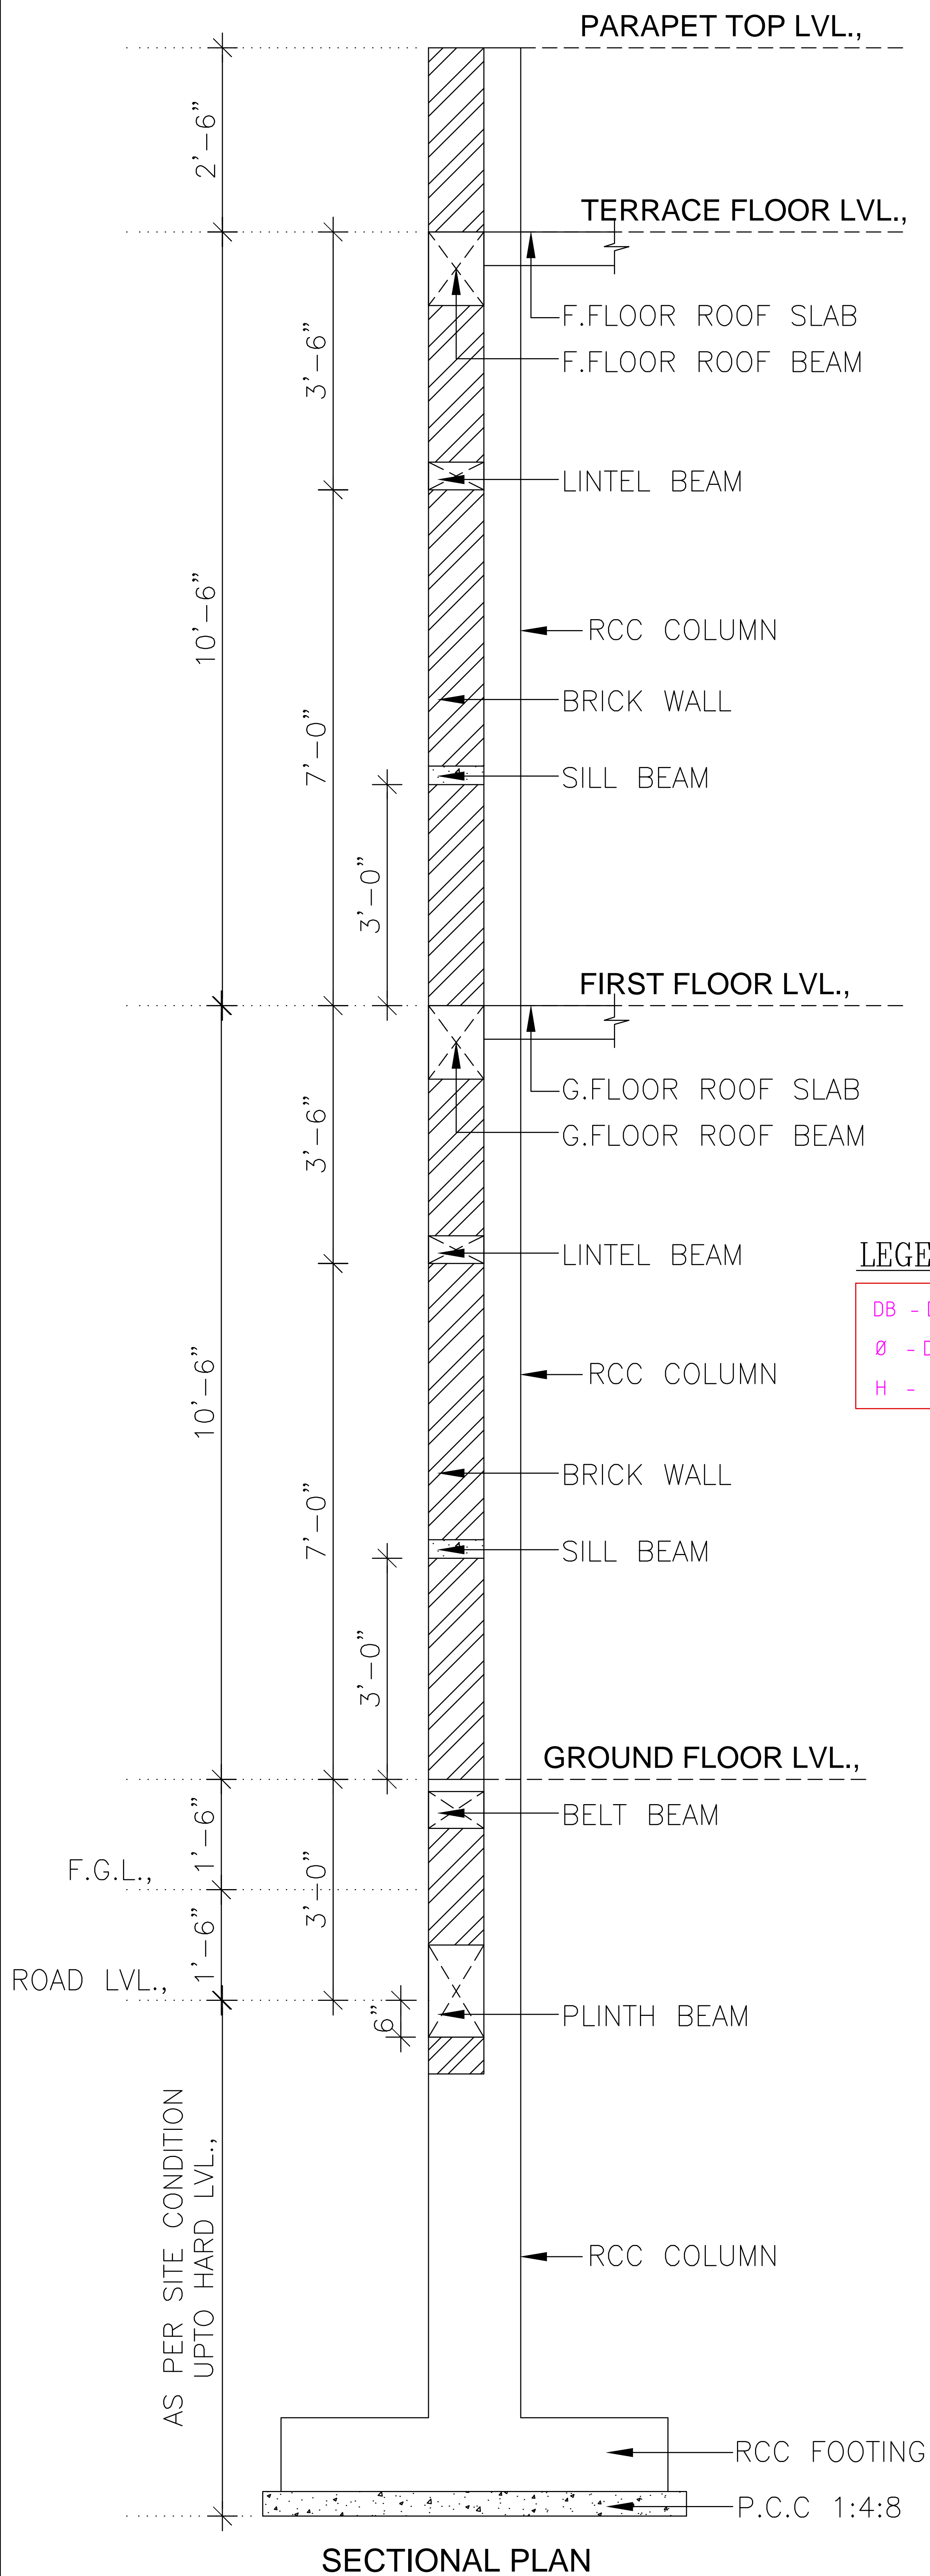 PARAPET TOP LVL.,
2'-6"
TERRACE FLOOR LVL.,
F.FLOOR ROOF SLAB
3'-6"
F.FLOOR ROOF BEAM
LINTEL BEAM
10'-6"
RCC COLUMN
BRICK WALL
7'-0"
SILL BEAM
3'-0"
FIRST FLOOR LVL.,
G.FLOOR ROOF SLAB
3'-6"
G.FLOOR ROOF BEAM
LINTEL BEAM
LEGE
DB - D
Ø - D
H -
10'-6"
RCC COLUMN
BRICK WALL
7'-0"
SILL BEAM
3'-0"
GROUND FLOOR LVL.,
BELT BEAM
1'-6"
F.G.L.,
3'-0"
1'-6"
ROAD LVL.,
6"
PLINTH BEAM
AS PER SITE CONDITION
UPTO HARD LVL.,
RCC COLUMN
RCC FOOTING
P.C.C 1:4:8
SECTIONAL PLAN